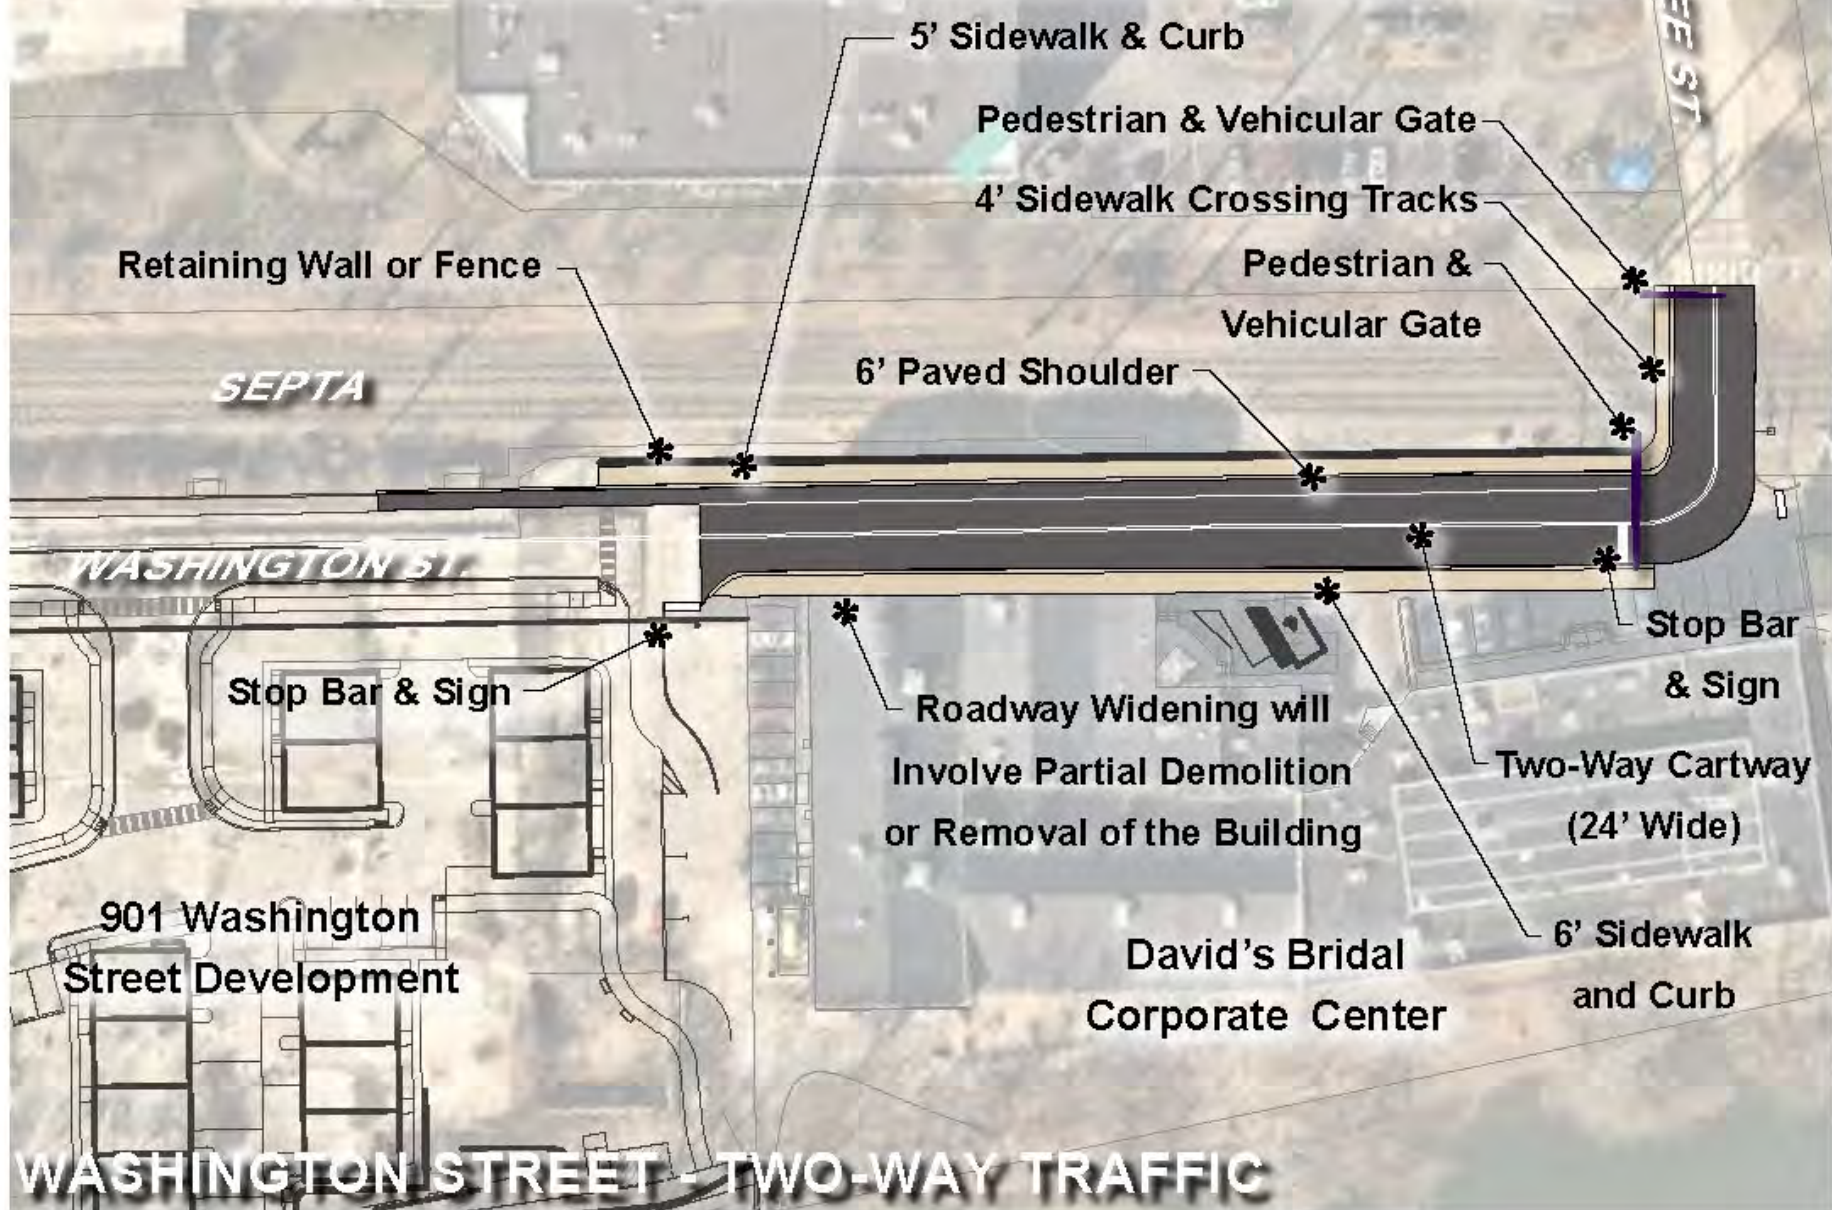 5’ Sidewalk & Curb
EE ST.
Pedestrian & Vehicular Gate
4’ Sidewalk Crossing Tracks
Retaining Wall or Fence
Pedestrian &
Vehicular Gate
6’ Paved Shoulder
SEPTA
WASHINGTON ST.
Stop Bar
& Sign
Stop Bar & Sign
Roadway Widening will
Involve Partial Demolition
or Removal of the Building
Two-Way Cartway
(24’ Wide)
901 Washington
Street Development
David’s Bridal
Corporate Center
6’ Sidewalk
and Curb
WASHINGTON STREET - TWO-WAY TRAFFIC